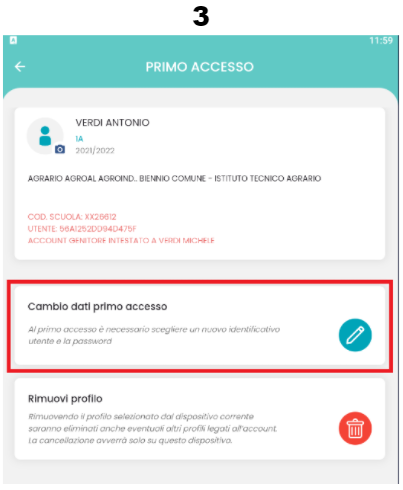 3
A 11:59
PRIMO ACCESSO
VERDI ANTONIO
1A
2021/2022
AGRARIO AGROAL AGROIND.. BIENNIO COMUNE - ISTITUTO TECNICO AGRARIO
COD. SCUOLA: XX26612
UTENTE: 56A1252DD94D475F
ACCOUNT GENITORE INTESTATO A VERDI MICHELE
Cambio dati primo accesso
Al primo accesso è necessario scegliere un nuovo identificativo
utente e la password
Rimuovi profilo
Rimuovendo il profilo selezionato dal dispositivo corrente
saranno eliminati anche eventuali altri profili legati all'account.
La cancellazione avverrà solo su questo dispositivo.